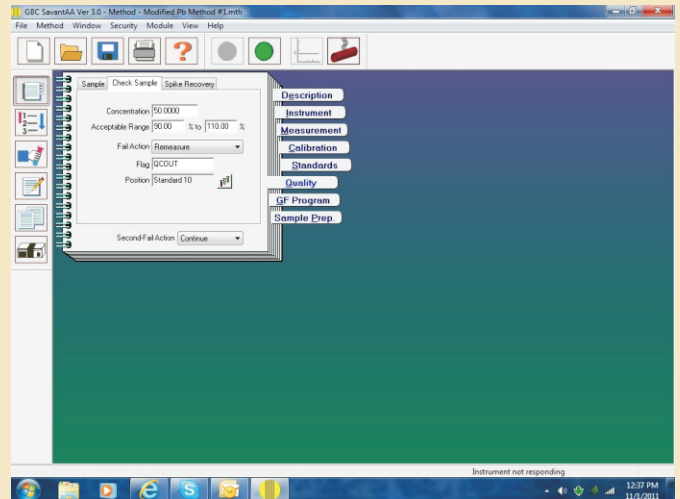 GBC SavantAA Ver 3.0 - Method - Modified Pb Method #1.mth
File Method Window Security Module View Help
Sample Check Sample Spike Recovery
Concentration 50.0000
Acceptable Range 90.00 % to 110.00 %
Fail Action Remeasure
Flag QCOUT
Position Standard 10
Second-Fail Action Continue
Description
Instrument
Measurement
Calibration
Standards
Quality
GF Program
Sample Prep.
Instrument not responding
12:37 PM
11/1/2011